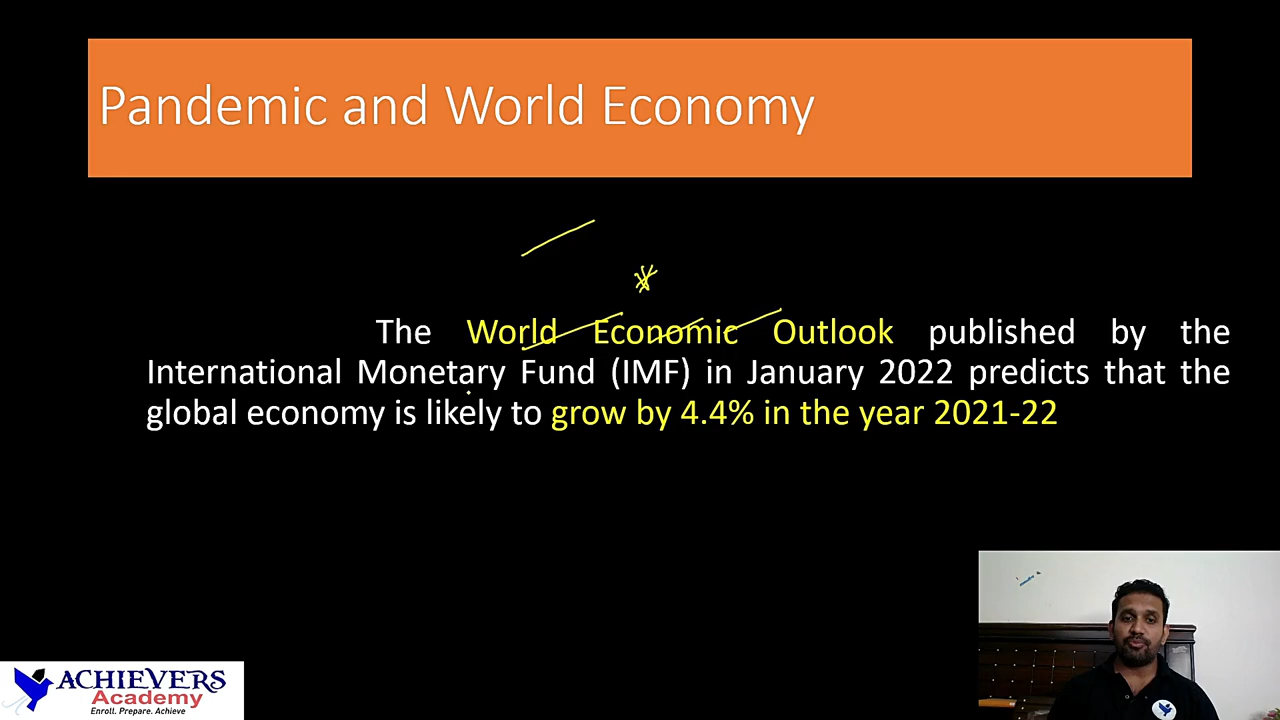 Pandemic and World Economy
The World Economic Outlook published by the
International Monetary Fund (IMF) in January 2022 predicts that the
global economy is likely to grow by 4.4% in the year 2021-22
ACHIEVERS
Academy
Enroll. Prepare. Achieve